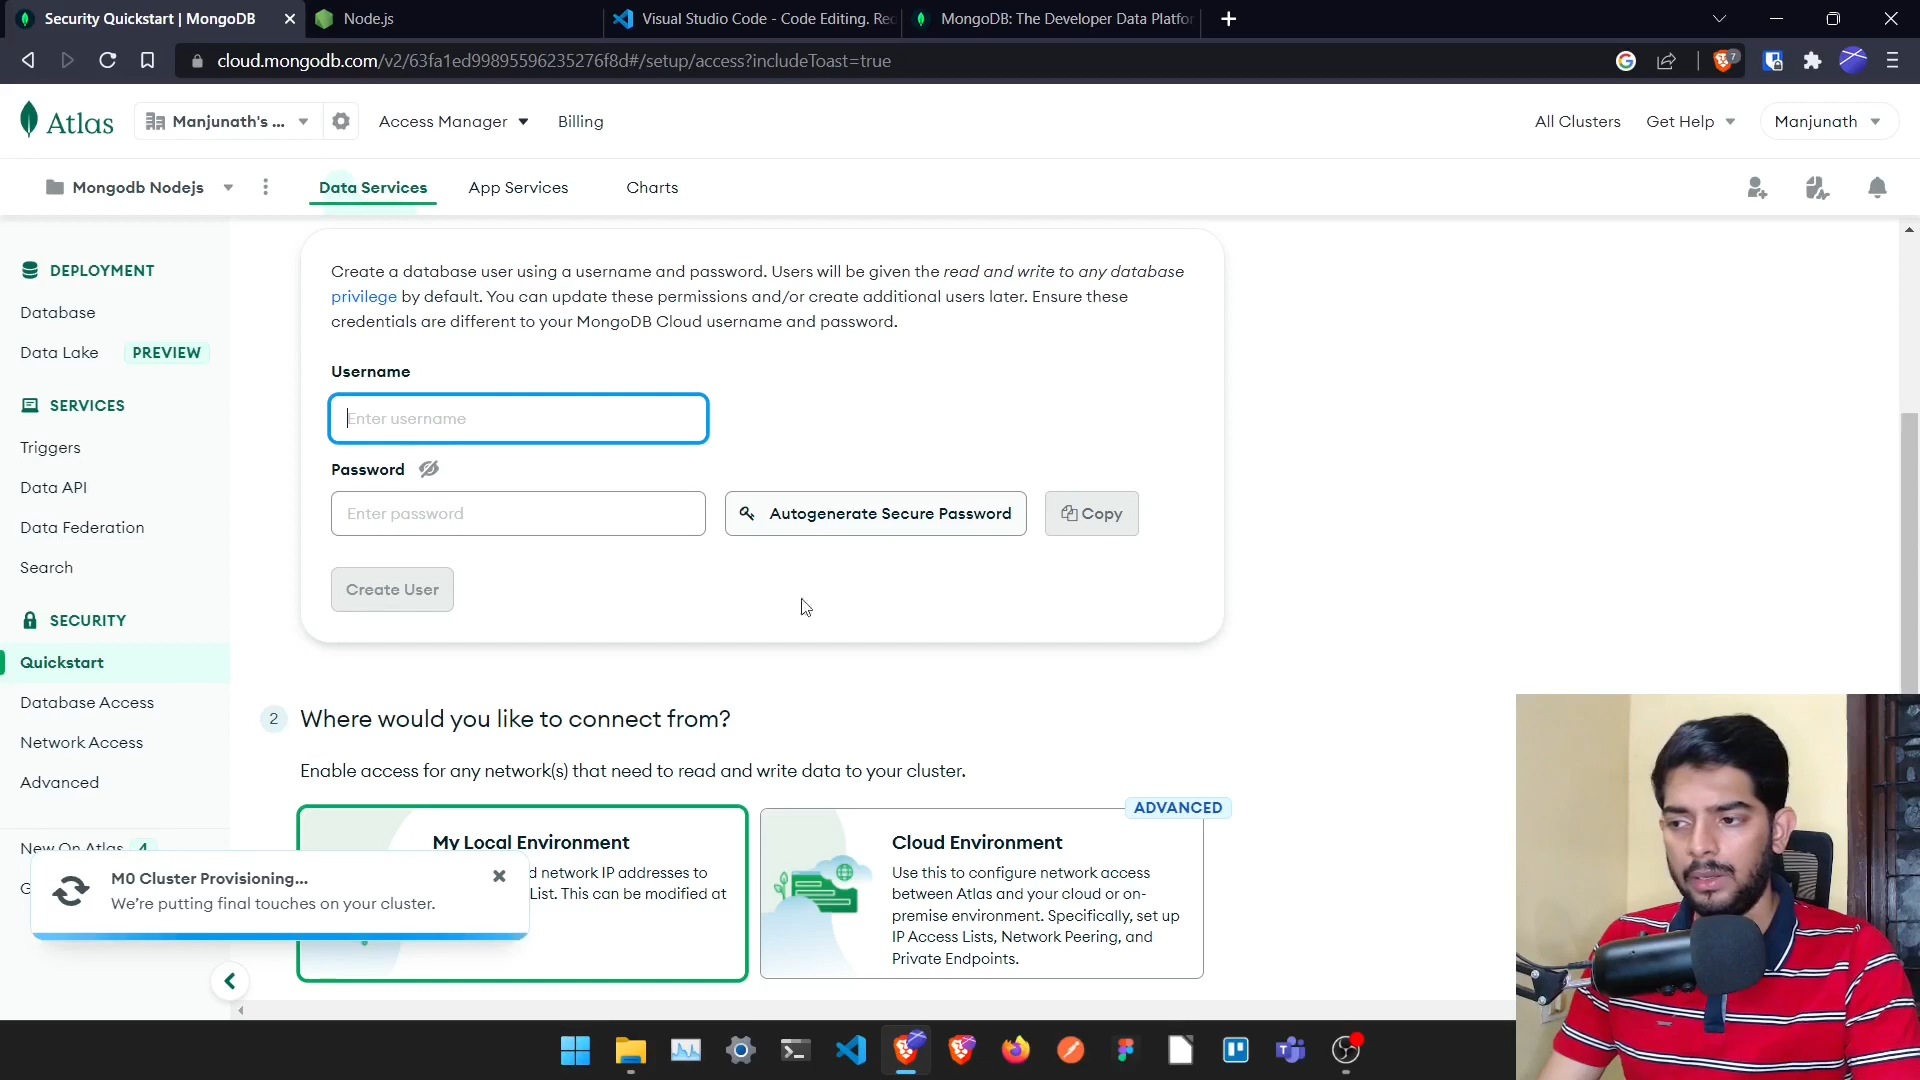 Security Quickstart | MongoDB
Node.js
Visual Studio Code - Code Editing. Rec
MongoDB: The Developer Data Platfor
cloud.mongodb.com/v2/63fa1ed99895596235276f8d#/setup/access?includeToast=true
7
Atlas
Manjunath's ...
Access Manager
Billing
All Clusters
Get Help
Manjunath
Mongodb Nodejs
Data Services
App Services
Charts
DEPLOYMENT
Database
Data Lake
PREVIEW
SERVICES
Triggers
Data API
Data Federation
Search
SECURITY
Quickstart
Database Access
Network Access
Advanced
New On Atlas 4
G
Create a database user using a username and password. Users will be given the read and write to any database
privilege by default. You can update these permissions and/or create additional users later. Ensure these
credentials are different to your MongoDB Cloud username and password.
Username
Enter username
Password
Enter password
Autogenerate Secure Password
Copy
Create User
2
Where would you like to connect from?
Enable access for any network(s) that need to read and write data to your cluster.
My Local Environment
d network IP addresses to
List. This can be modified at
ADVANCED
Cloud Environment
Use this to configure network access
between Atlas and your cloud or on-
premise environment. Specifically, set up
IP Access Lists, Network Peering, and
Private Endpoints.
M0 Cluster Provisioning...
We're putting final touches on your cluster.